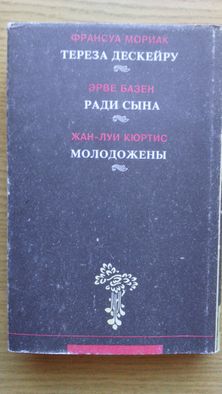 ФРАНСУА МОРИАК
ТЕРЕЗА ДЕСКЕЙРУ
ЭРВЕ БАЗЕН
РАДИ СЫНА
ЖАН-ЛУИ КЮРТИС
МОЛОДОЖЕНЫ